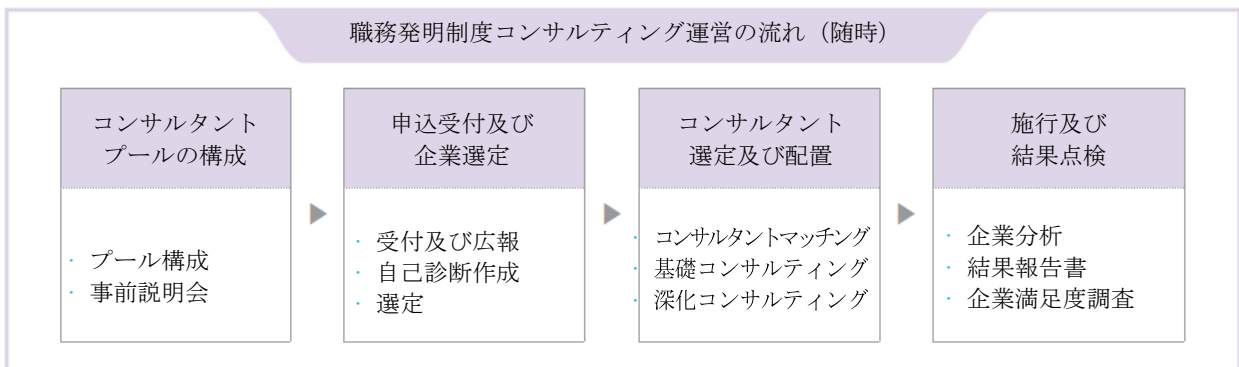 職務発明制度コンサルティング運営の流れ（随時）
コンサルタント
プールの構成
・プール構成
・事前説明会
申込受付及び
企業選定
・受付及び広報
・自己診断作成
・選定
コンサルタント
選定及び配置
・コンサルタントマッチング
・基礎コンサルティング
・深化コンサルティング
施行及び
結果点検
・企業分析
・結果報告書
・企業満足度調査